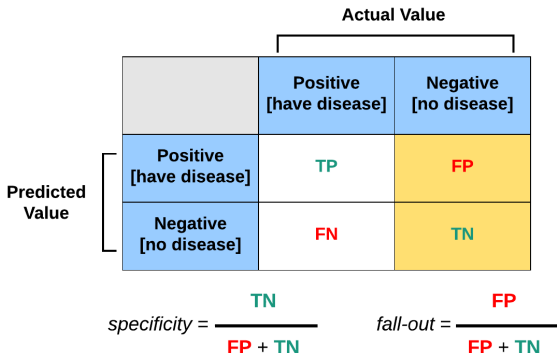 Actual Value
Positive
[have disease]
Negative
[no disease]
Predicted
Value
Positive
[have disease]
TP
FP
Negative
[no disease]
FN
TN
specificity =
TN
FP + TN
fall-out =
FP
FP + TN